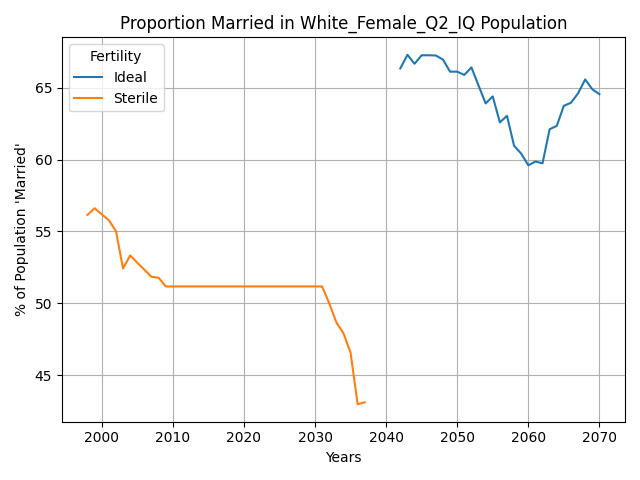 Proportion Married in White_Female_Q2_IQ Population
% of Population 'Married'
65
60
55
50
45
Fertility
Ideal
Sterile
2000 2010 2020 2030 2040 2050 2060 2070
Years